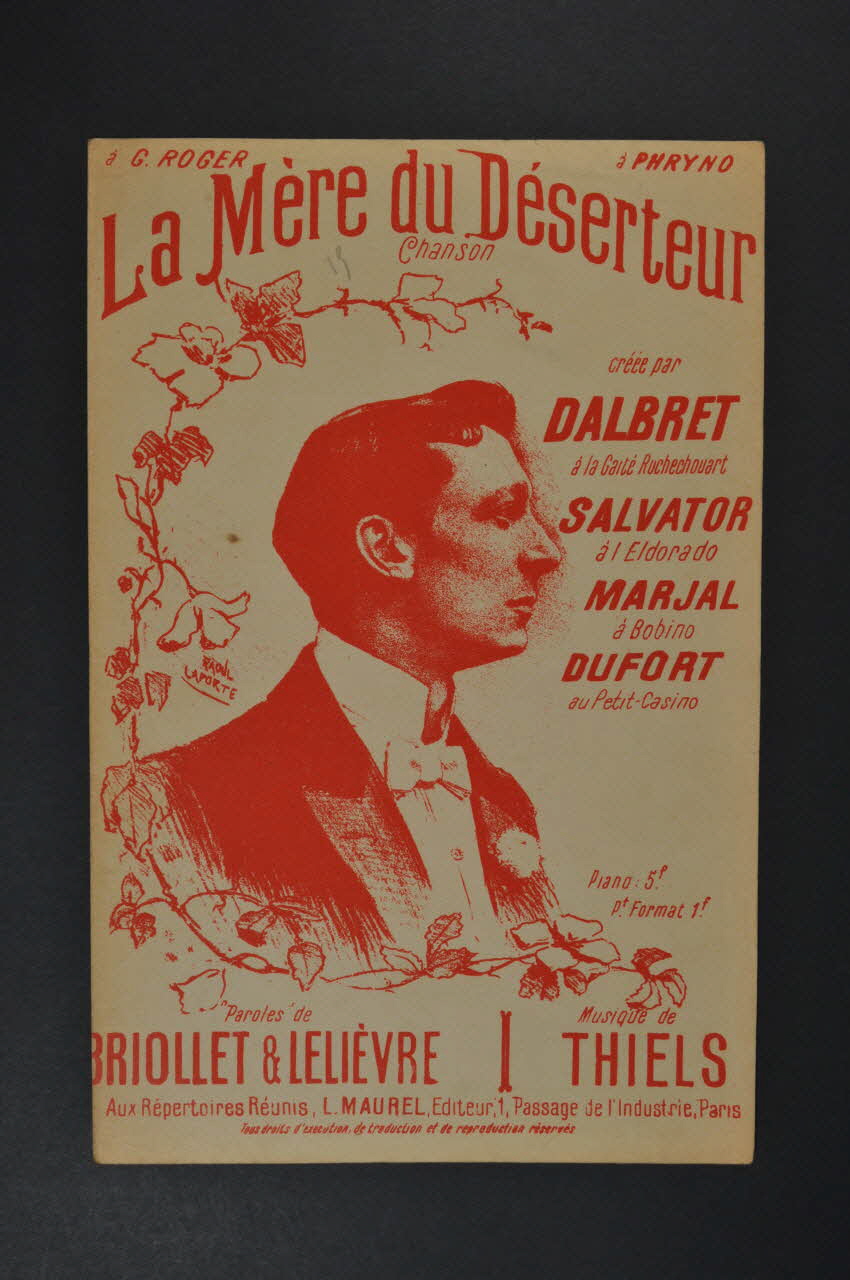 à G. ROGER
à PHRYNO
La Mère du Déserteur
Chanson
19
créée par
DALBRET
à la Gaité Rochechouart
SALVATOR
à l'Eldorado
MARJAL
à Bobino
DUFORT
au Petit-Casino
RAOUL
LAPORTE
Piano: 5f.
Pt Format 1f.
"Paroles" de
BRIOLLET & LELIÈVRE
Musique de
THIELS
Aux Répertoires Réunis, L. MAUREL, Editeur, 1, Passage de l'Industrie, Paris
Tous droits d'exécution, de traduction et de reproduction réservés